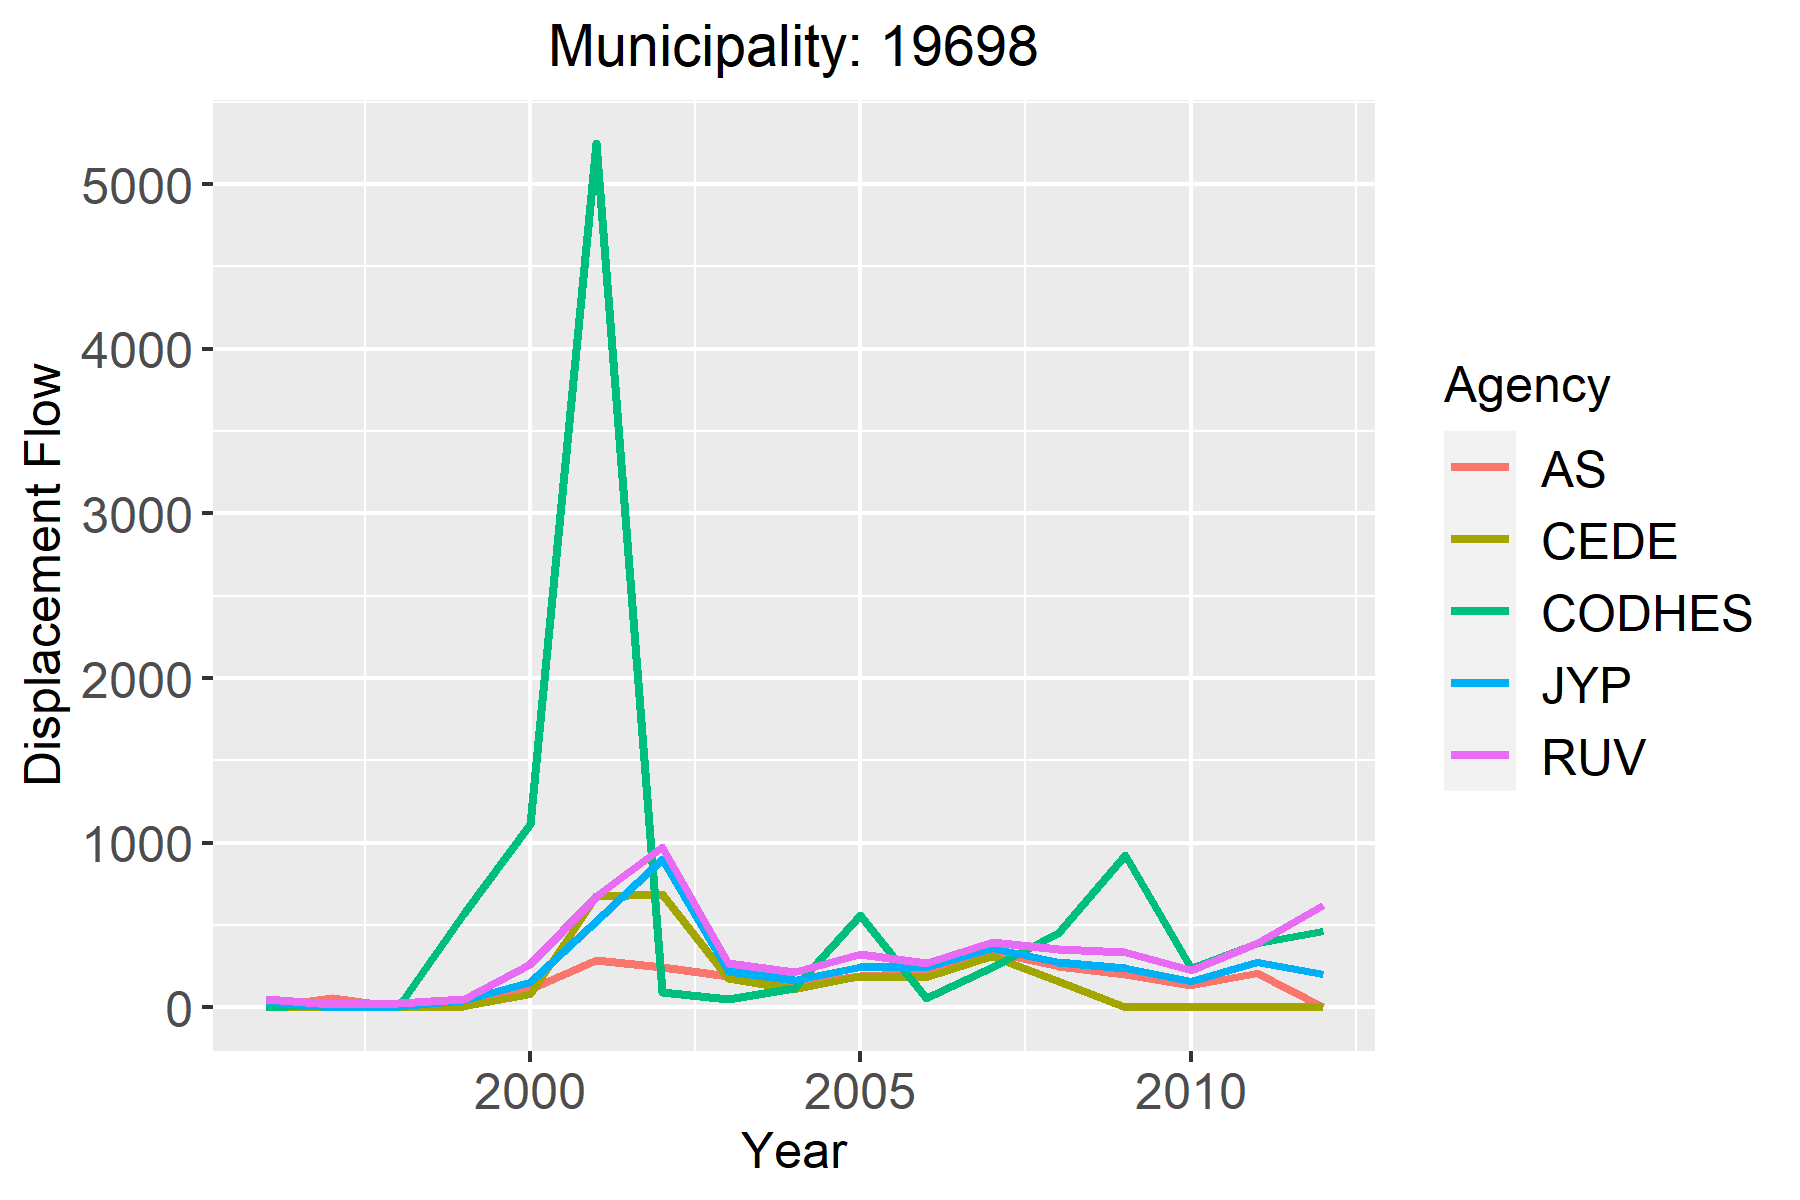 Municipality: 19698
Displacement Flow
5000
4000
3000
2000
1000
0
2000 2005 2010
Year
Agency
AS
CEDE
CODHES
JYP
RUV